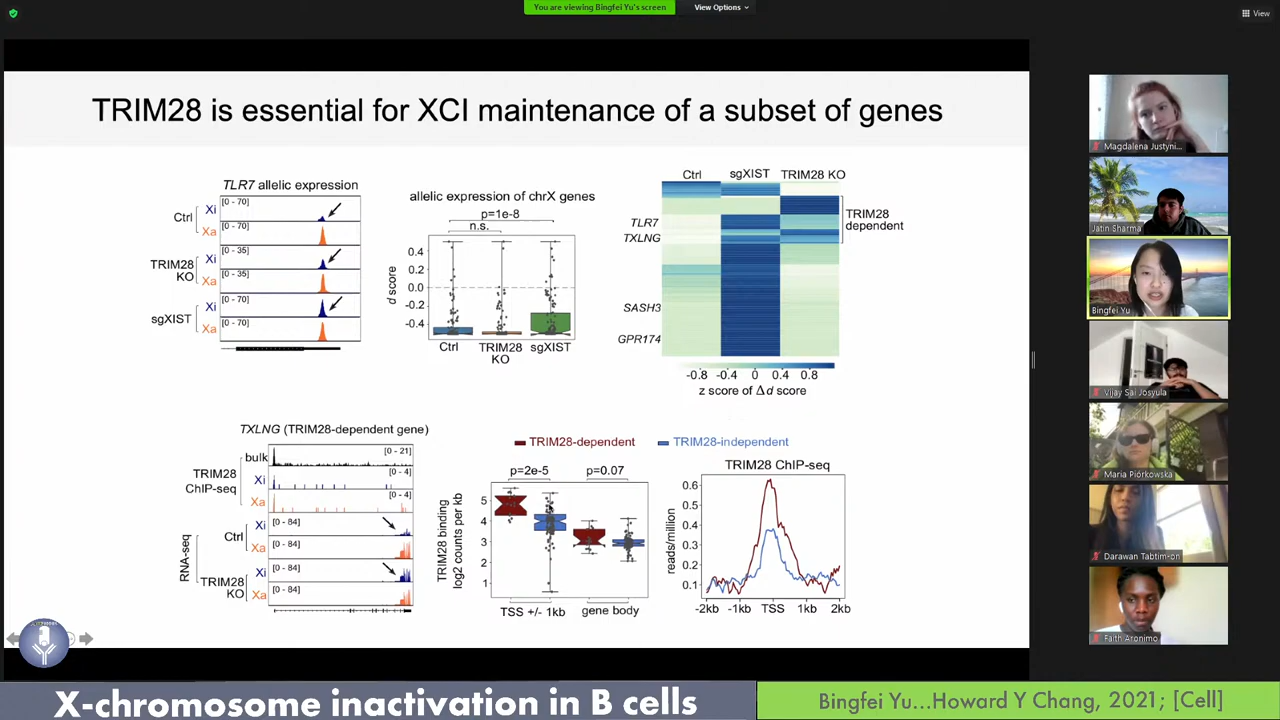 You are viewing Bingfei Yu's screen
View Options
View
TRIM28 is essential for XCI maintenance of a subset of genes
TLR7 allelic expression
Ctrl
Xi
[0 - 70]
Xa
[0 - 70]
TRIM28
KO
Xi
[0 - 35]
Xa
[0 - 35]
sgXIST
Xi
[0 - 70]
Xa
[0 - 70]
allelic expression of chrX genes
p=1e-8
n.s.
d score
0.4
0.2
0.0
-0.2
-0.4
Ctrl
TRIM28
KO
sgXIST
Ctrl
sgXIST
TRIM28 KO
TLR7
TXLNG
SASH3
GPR174
TRIM28
dependent
-0.8 -0.4 0 0.4 0.8
z score of Δ d score
TXLNG (TRIM28-dependent gene)
TRIM28
ChIP-seq
bulk
[0 - 21]
Xi
[0 - 4]
Xa
[0 - 4]
RNA-seq
Ctrl
Xi
[0 - 84]
Xa
[0 - 84]
TRIM28
KO
Xi
[0 - 84]
Xa
[0 - 84]
TRIM28-dependent
TRIM28-independent
p=2e-5
p=0.07
TRIM28 binding
log2 counts per kb
5
4
3
2
1
TSS +/- 1kb
gene body
TRIM28 ChIP-seq
reads/million
0.6
0.5
0.4
0.3
0.2
0.1
-2kb -1kb TSS 1kb 2kb
Magdalena Justyni...
Jatin Sharma
Bingfei Yu
Vijay Sai Josyula
Maria Piórkowska
Darawan Tabtim-on
Faith Aronimo
X-chromosome inactivation in B cells
Bingfei Yu...Howard Y Chang, 2021; [Cell]